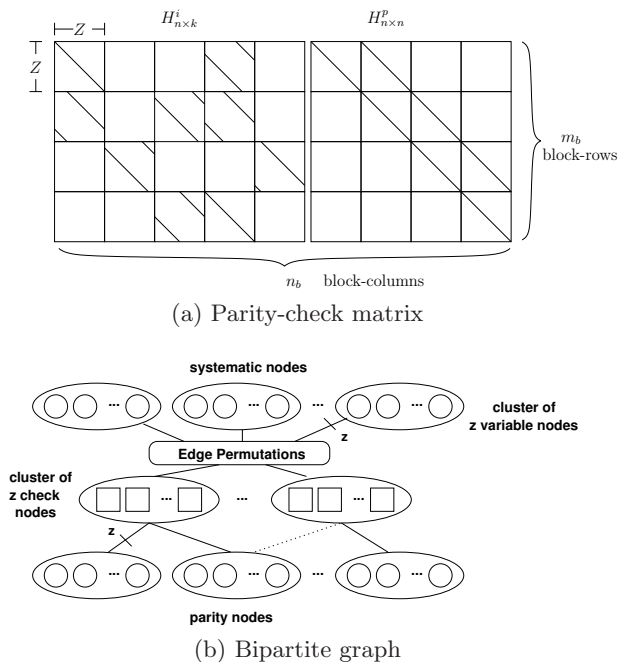 H^i_{n×k} H^p_{n×n}
Z
Z
m_b
block-rows
n_b block-columns
(a) Parity-check matrix
systematic nodes
... ... ... ...
cluster of
z variable nodes
z
Edge Permutations
cluster of
z check
nodes
... ... ...
z
... ... ... ...
parity nodes
(b) Bipartite graph